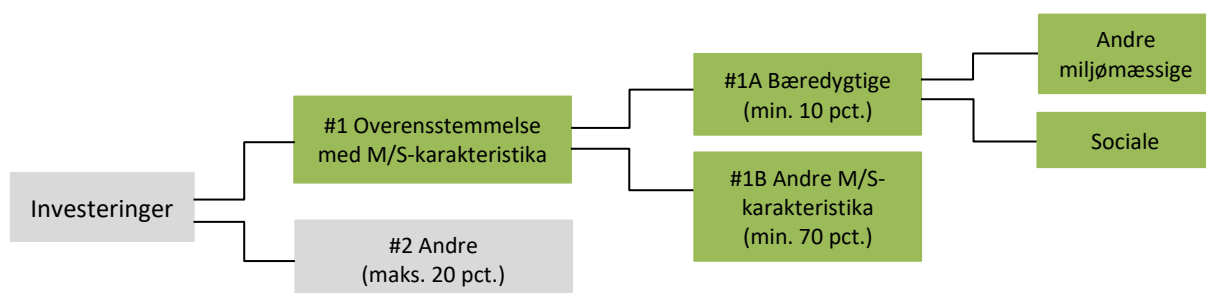 Investeringer
#1 Overensstemmelse
med M/S-karakteristika
#2 Andre
(maks. 20 pct.)
#1A Bæredygtige
(min. 10 pct.)
#1B Andre M/S-
karakteristika
(min. 70 pct.)
Andre
miljømæssige
Sociale